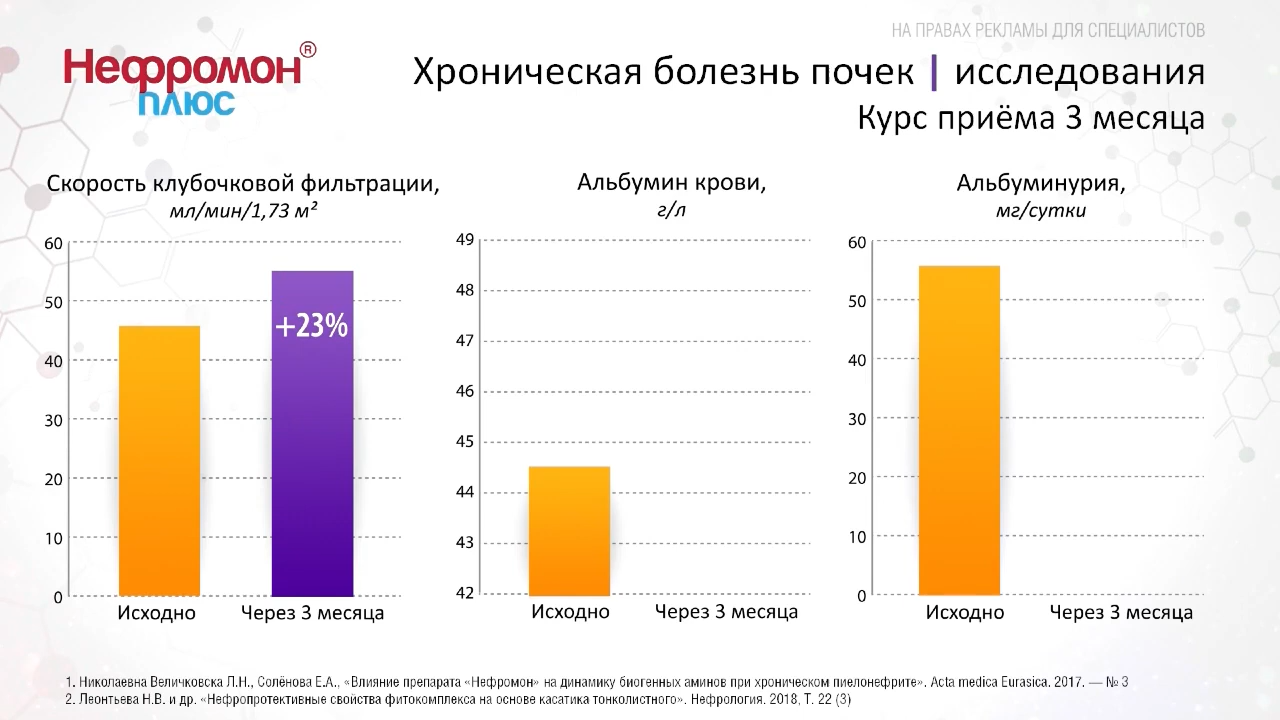 НА ПРАВАХ РЕКЛАМЫ ДЛЯ СПЕЦИАЛИСТОВ
Нефромон®
плюс
Хроническая болезнь почек | исследования
Курс приёма 3 месяца
Скорость клубочковой фильтрации,
мл/мин/1,73 м²
60
50
40
30
20
10
0
+23%
Исходно Через 3 месяца
Альбумин крови,
г/л
49
48
47
46
45
44
43
42
Исходно Через 3 месяца
Альбуминурия,
мг/сутки
60
50
40
30
20
10
0
Исходно Через 3 месяца
1. Николаевна Величковска Л.Н., Солёнова Е.А., «Влияние препарата «Нефромон» на динамику биогенных аминов при хроническом пиелонефрите». Acta medica Eurasica. 2017. — № 3
2. Леонтьева Н.В. и др. «Нефропротективные свойства фитокомплекса на основе касатика тонколистного». Нефрология. 2018, Т. 22 (3)